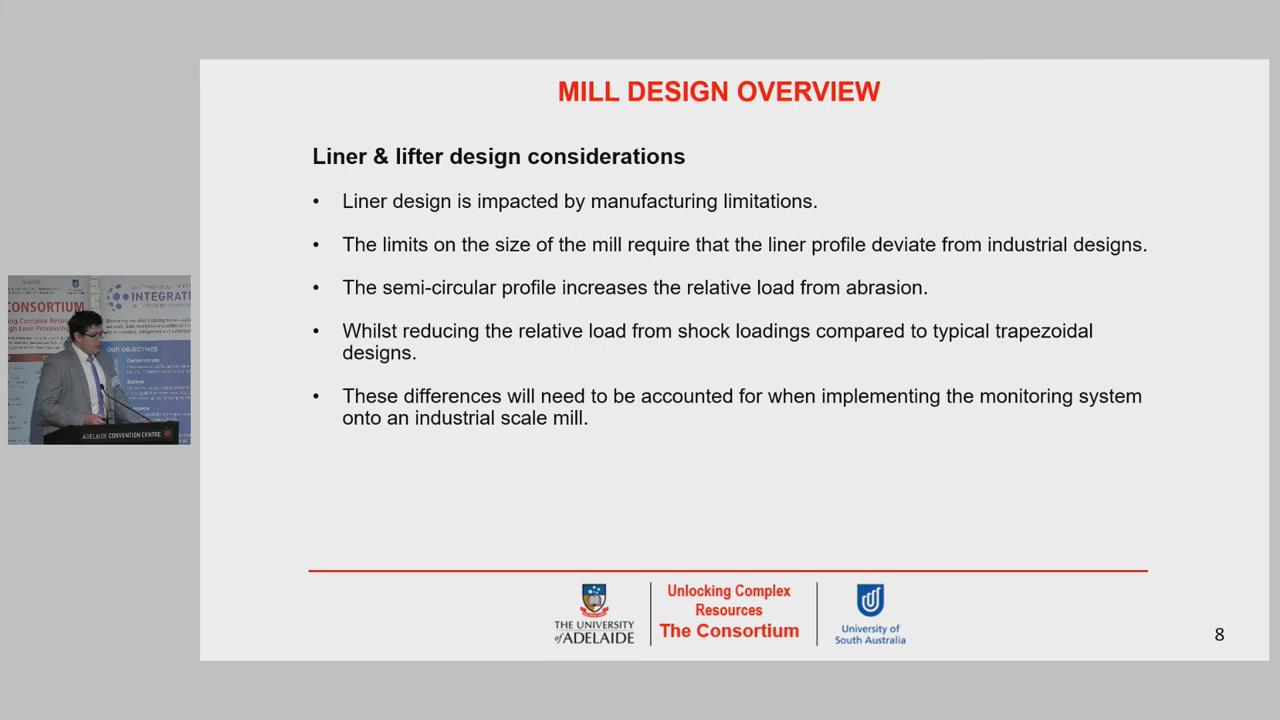 MILL DESIGN OVERVIEW
Liner & lifter design considerations
• Liner design is impacted by manufacturing limitations.
• The limits on the size of the mill require that the liner profile deviate from industrial designs.
• The semi-circular profile increases the relative load from abrasion.
• Whilst reducing the relative load from shock loadings compared to typical trapezoidal
designs.
• These differences will need to be accounted for when implementing the monitoring system
onto an industrial scale mill.
CONSORTIUM
INTEGRAT
OUR OBJECTIVES
Demonstrate
ADELAIDE CONVENTION CENTRE
THE UNIVERSITY
of ADELAIDE
Unlocking Complex
Resources
The Consortium
University of
South Australia
8